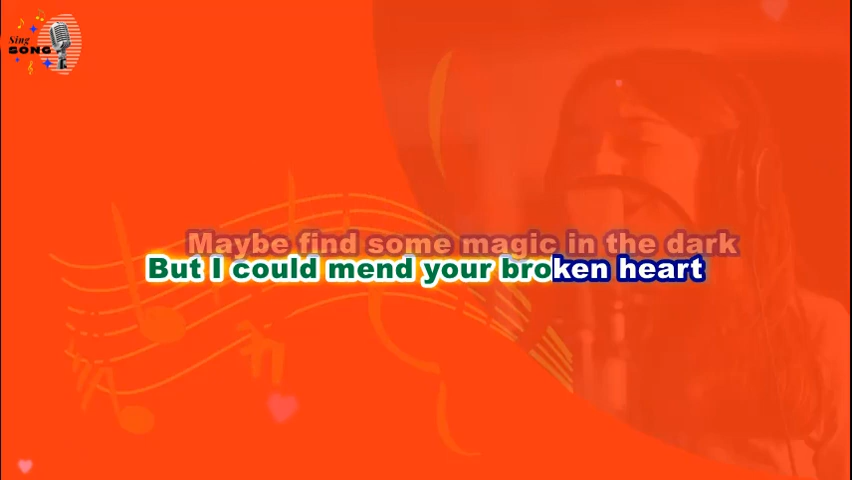 Sing
SONG
Maybe find some magic in the dark
But I could mend your broken heart